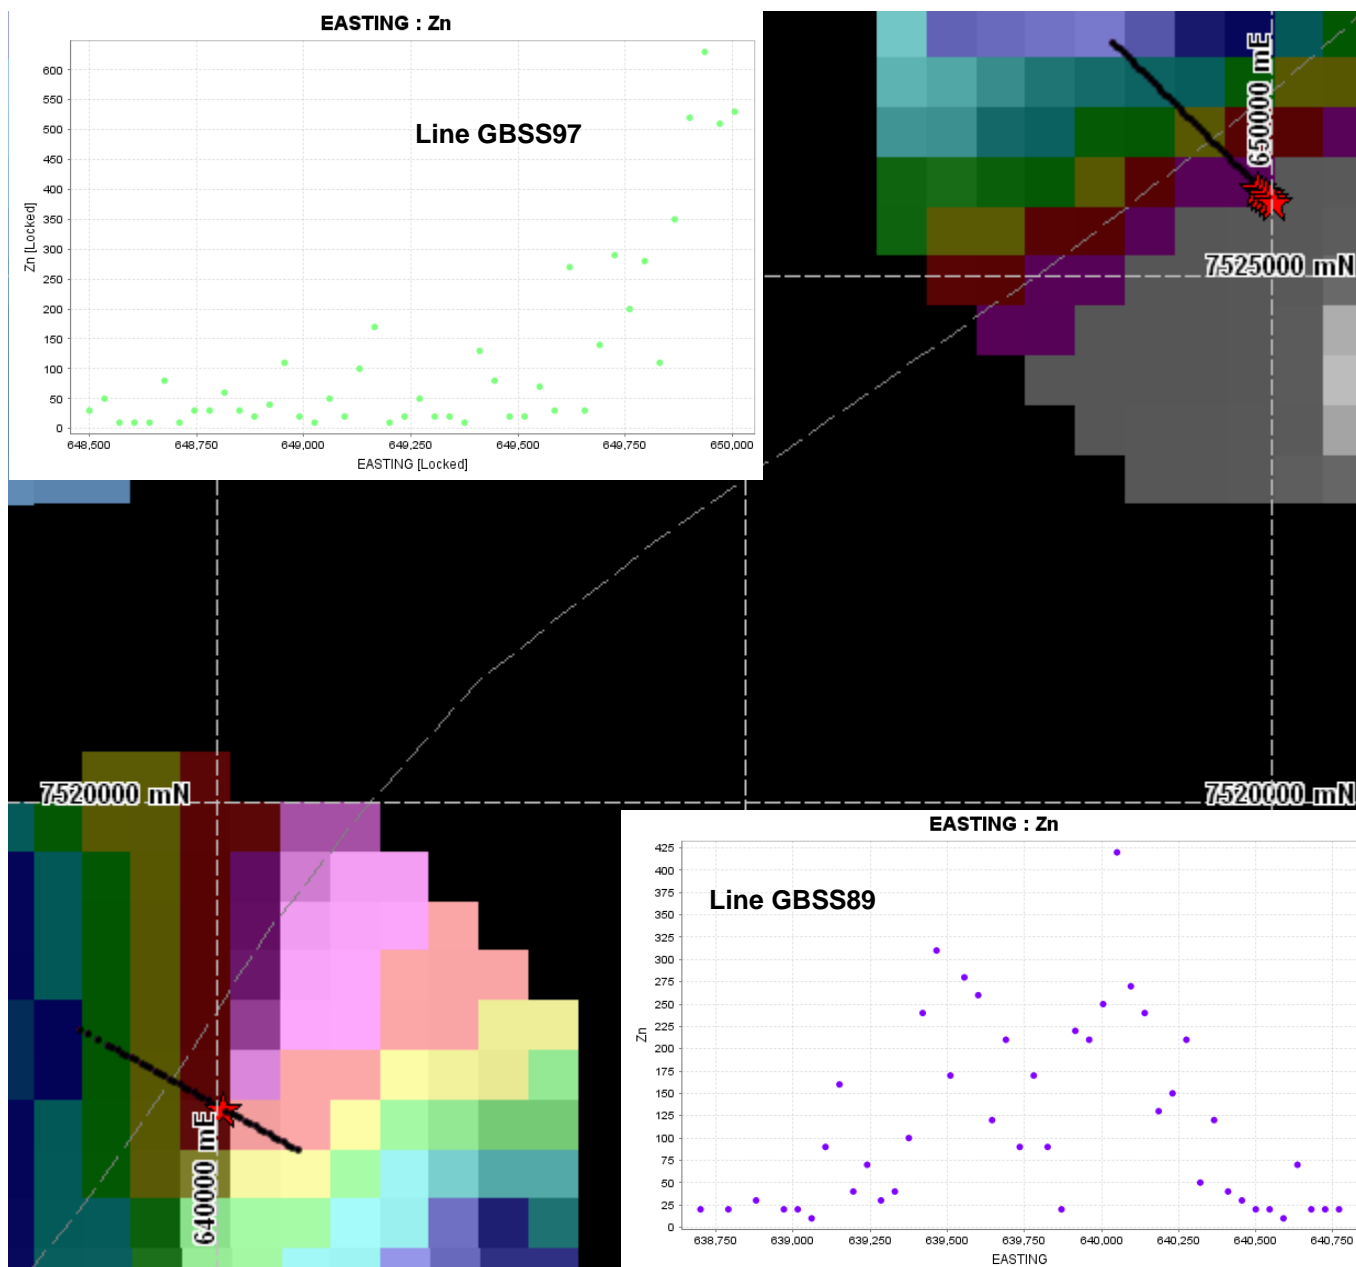 EASTING : Zn
600
550
500
450
400
350
300
250
200
150
100
50
0
Zn [Locked]
Line GBSS97
648,500 648,750 649,000 649,250 649,500 649,750 650,000
EASTING [Locked]
650000 mE
7525000 mN
7520000 mN
7520000 mN
640000 mE
EASTING : Zn
425
400
375
350
325
300
275
250
225
200
175
150
125
100
75
50
25
0
Zn
Line GBSS89
638,750 639,000 639,250 639,500 639,750 640,000 640,250 640,500 640,750
EASTING